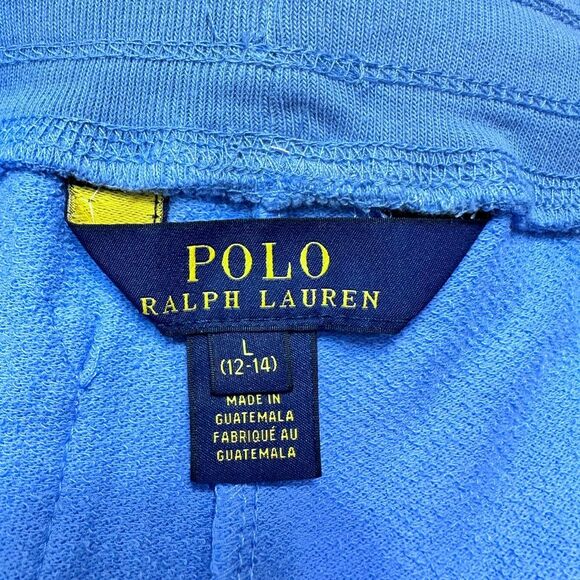 POLO
RALPH LAUREN
L
(12-14)
MADE IN
GUATEMALA
FABRIQUÉ AU
GUATEMALA